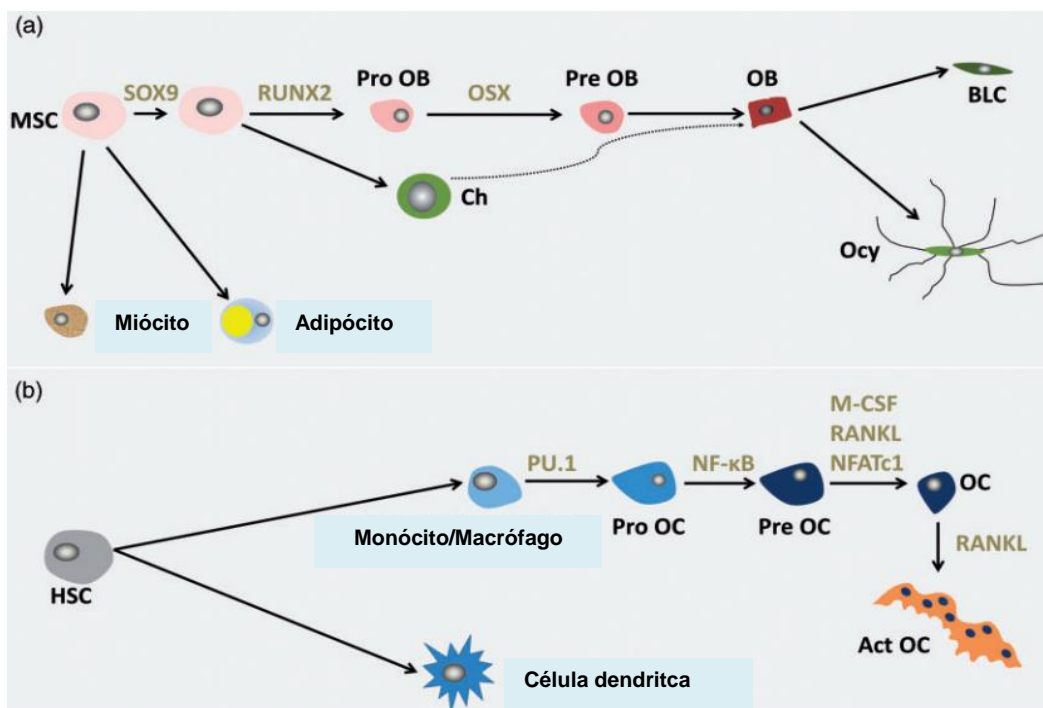 (a)
MSC
SOX9
RUNX2
Pro OB
OSX
Pre OB
OB
BLC
Ch
Ocy
Miócito
Adipócito
(b)
HSC
Monócito/Macrófago
PU.1
Pro OC
NF-κB
Pre OC
M-CSF
RANKL
NFATc1
OC
RANKL
Act OC
Célula dendritca